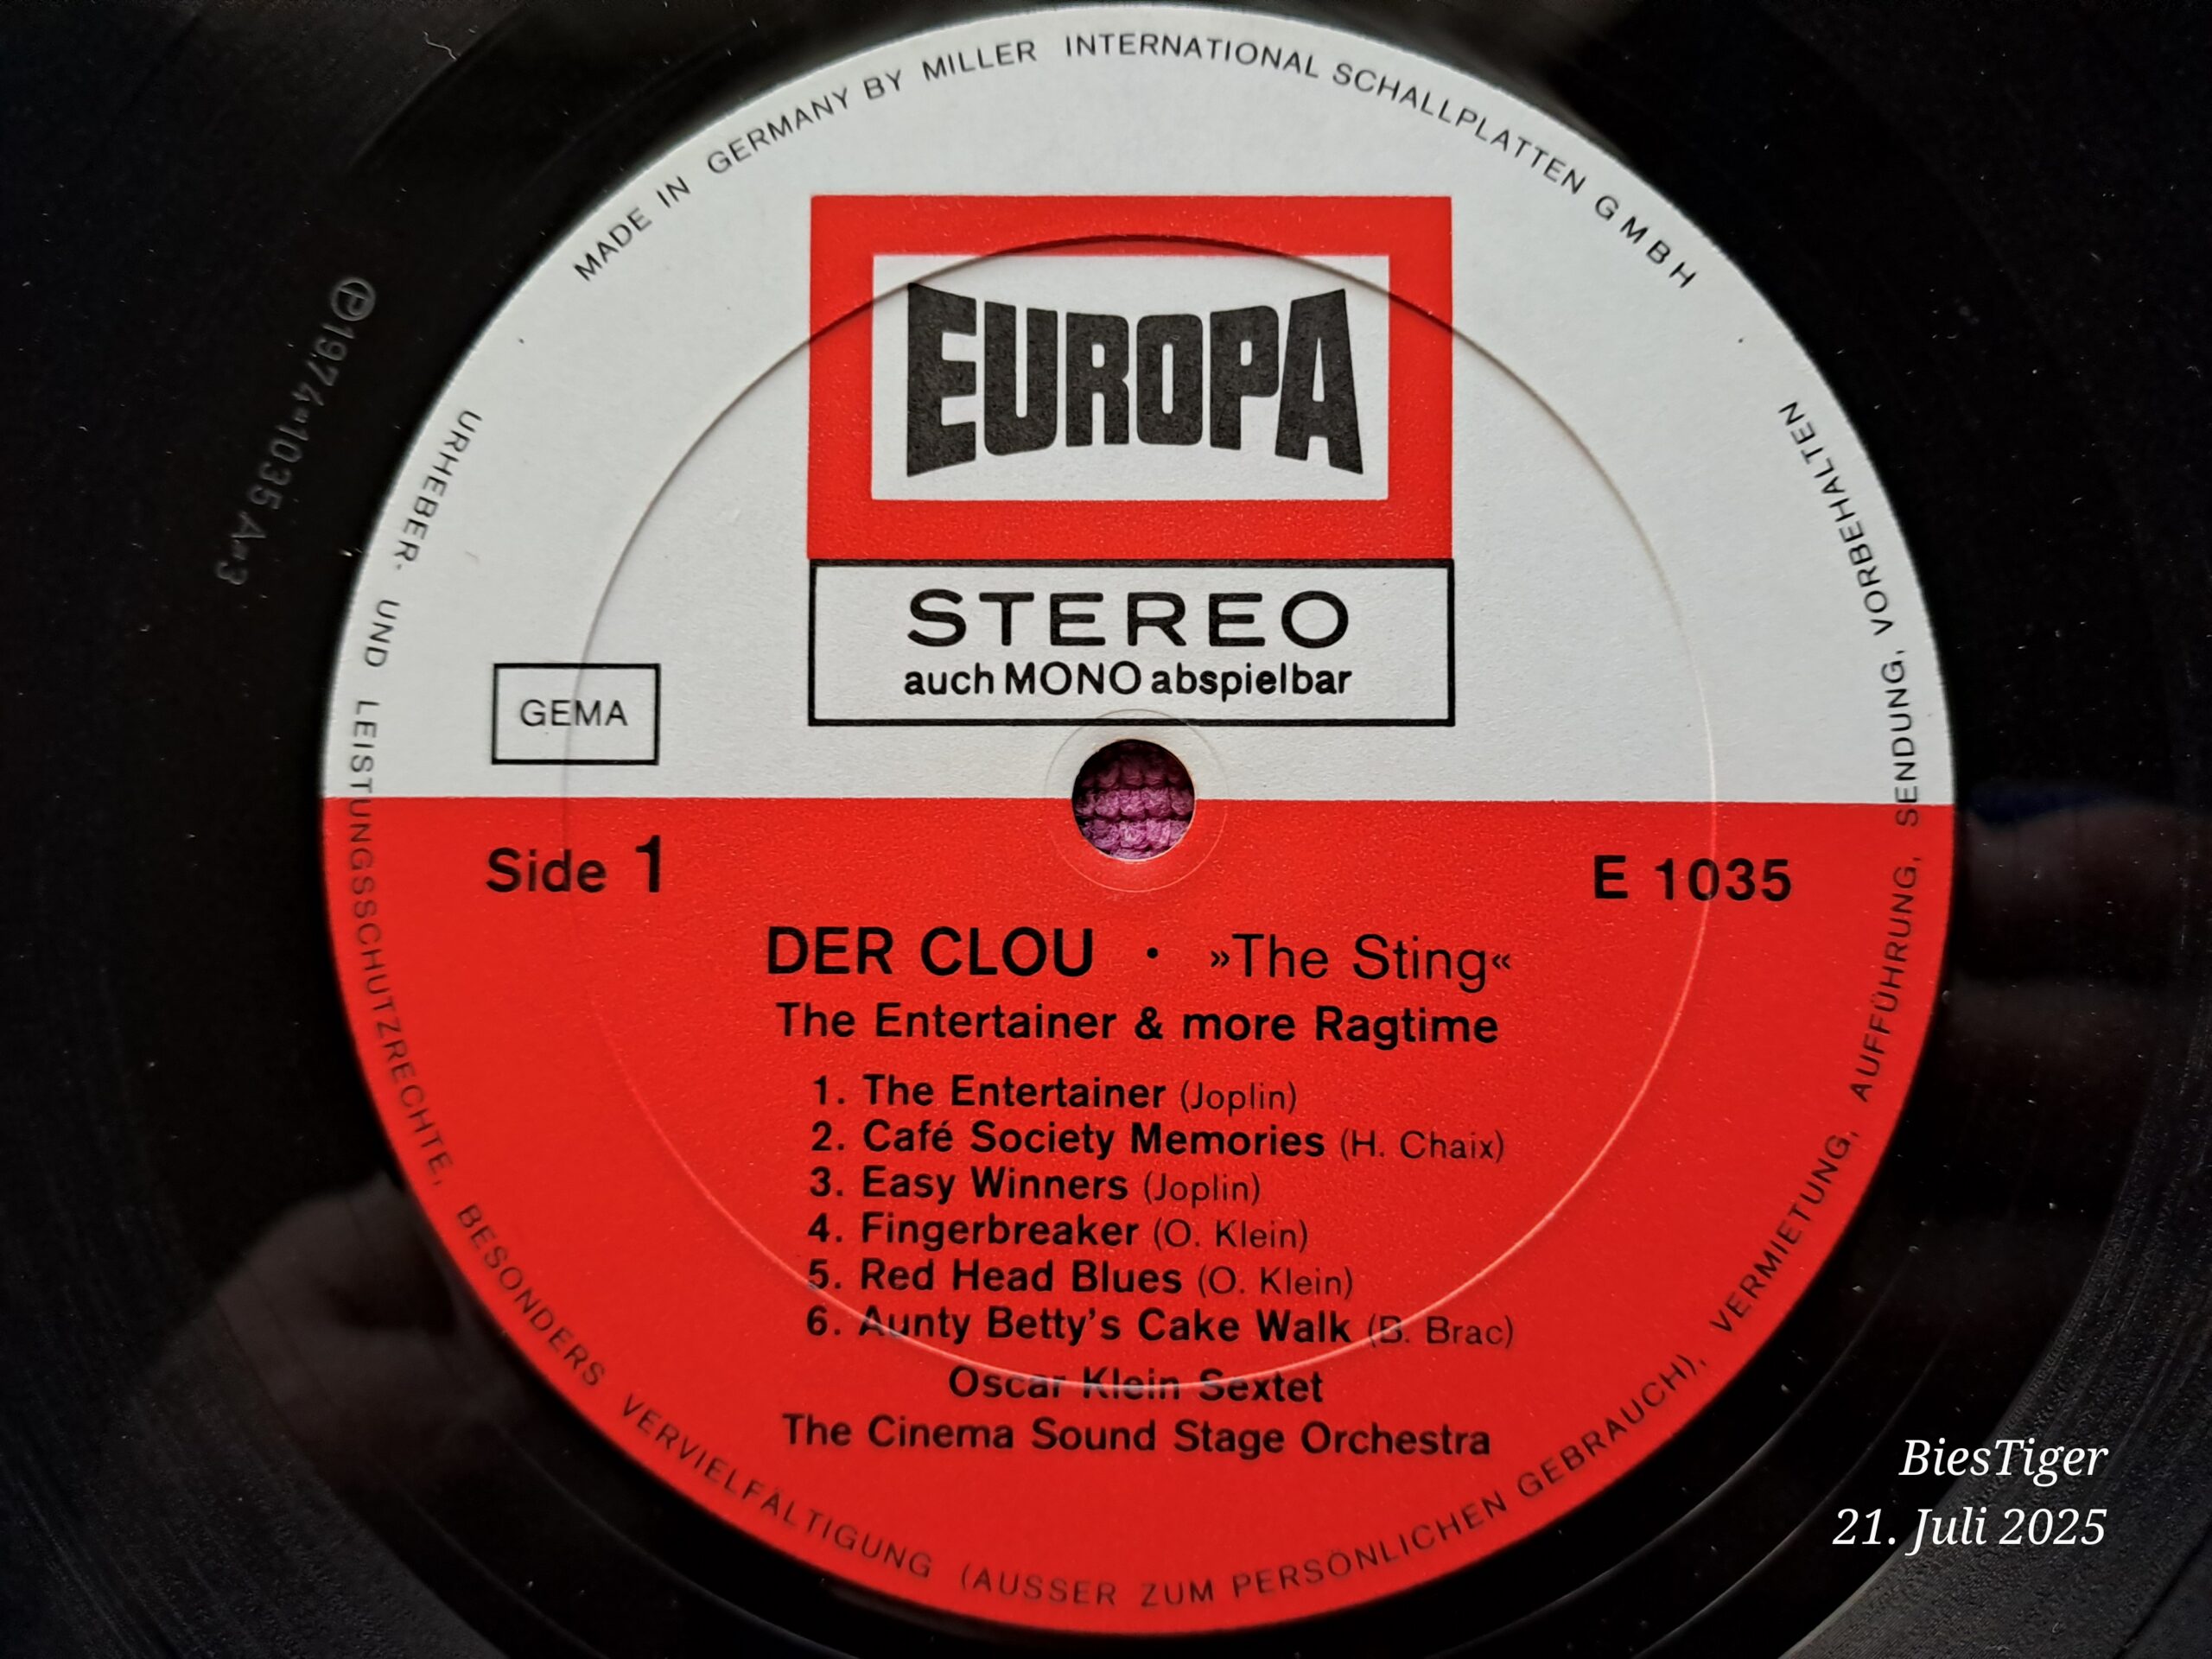 MADE IN GERMANY BY MILLER INTERNATIONAL SCHALLPLATTEN GMBH
URHEBER- UND LEISTUNGSSCHUTZRECHTE, BESONDERS VERVIELFÄLTIGUNG (AUSSER ZUM PERSÖNLICHEN GEBRAUCH), VERMIETUNG, AUFFÜHRUNG, SENDUNG, VORBEHALTEN
℗1974-1035 A-3
EUROPA
STEREO
auch MONO abspielbar
GEMA
Side 1
E 1035
DER CLOU · »The Sting«
The Entertainer & more Ragtime
1. The Entertainer (Joplin)
2. Café Society Memories (H. Chaix)
3. Easy Winners (Joplin)
4. Fingerbreaker (O. Klein)
5. Red Head Blues (O. Klein)
6. Aunty Betty's Cake Walk (B. Brac)
Oscar Klein Sextet
The Cinema Sound Stage Orchestra
BiesTiger
21. Juli 2025